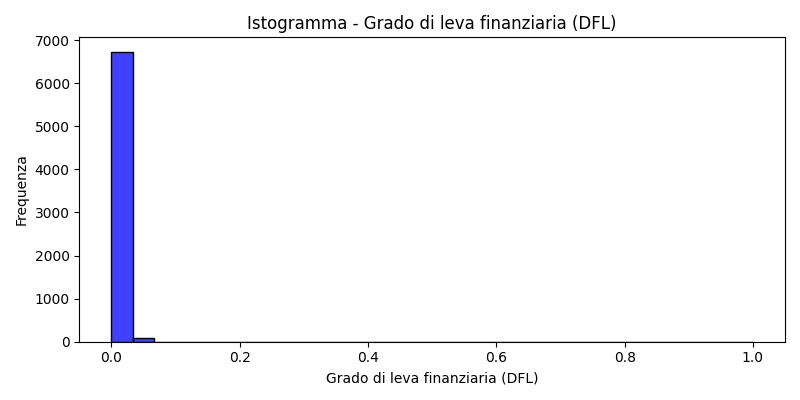 Istogramma - Grado di leva finanziaria (DFL)
7000
6000
5000
4000
3000
2000
1000
0
Frequenza
0.0 0.2 0.4 0.6 0.8 1.0
Grado di leva finanziaria (DFL)